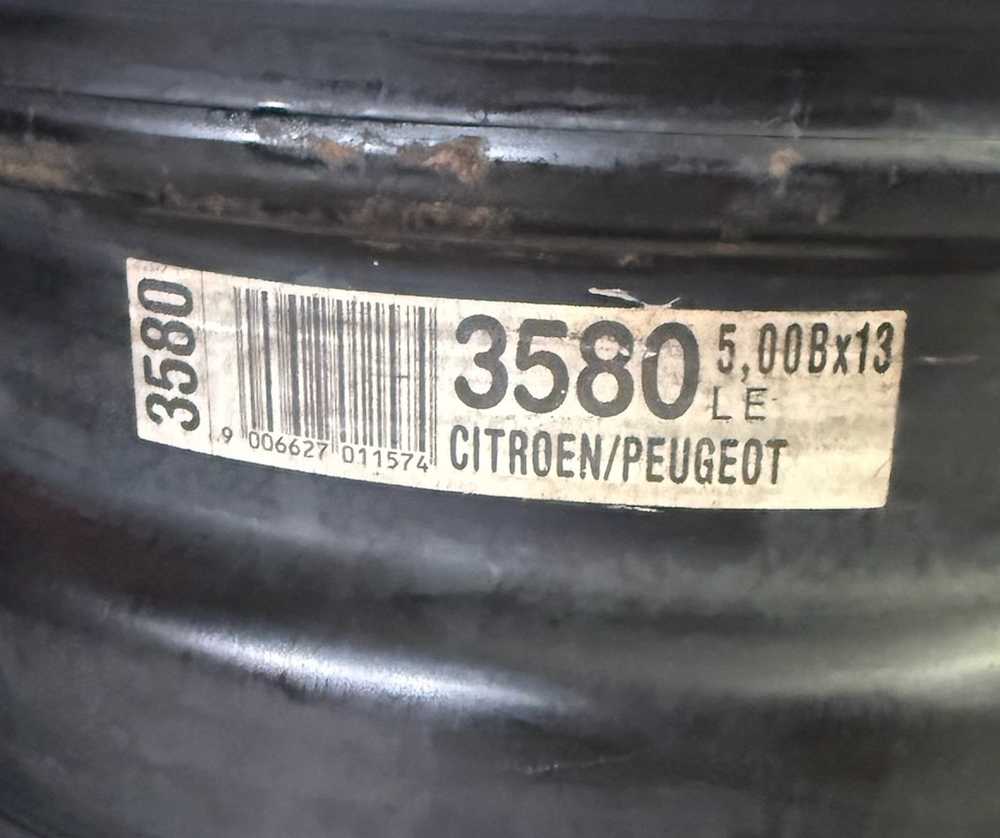 3580
9 006627 011574
3580
5,00Bx13
LE
CITROEN/PEUGEOT